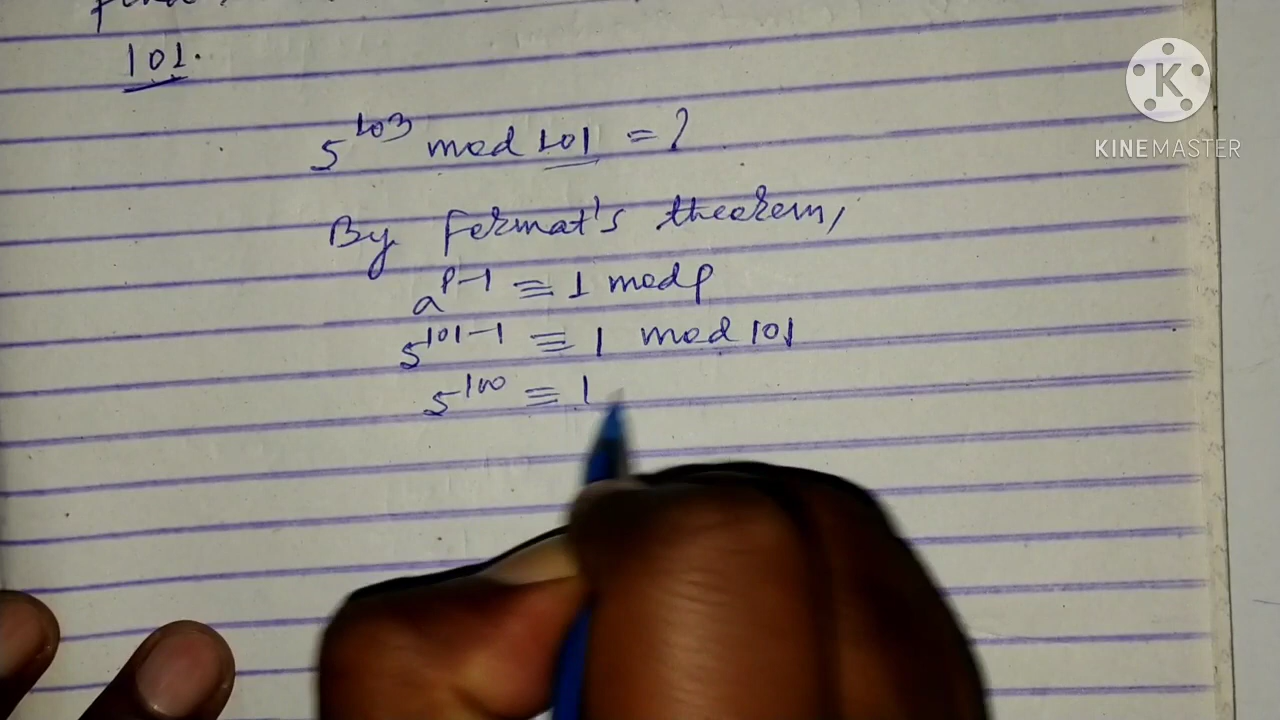 101.
5^103 mod 101 = ?
By Fermat's theorem,
a^p-1 ≡ 1 mod p
5^101-1 ≡ 1 mod 101
5^100 ≡ 1
K
KINEMASTER